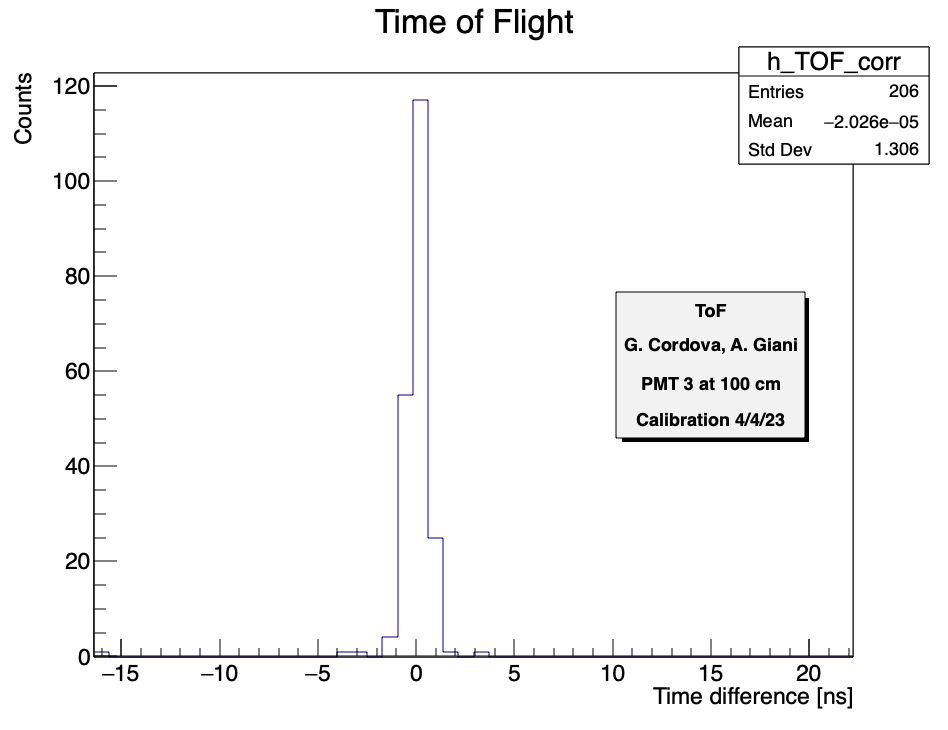 Time of Flight
h_TOF_corr
Entries 206
Mean −2.026e−05
Std Dev 1.306
Counts
120
100
80
60
40
20
0
ToF
G. Cordova, A. Giani
PMT 3 at 100 cm
Calibration 4/4/23
−15 −10 −5 0 5 10 15 20
Time difference [ns]